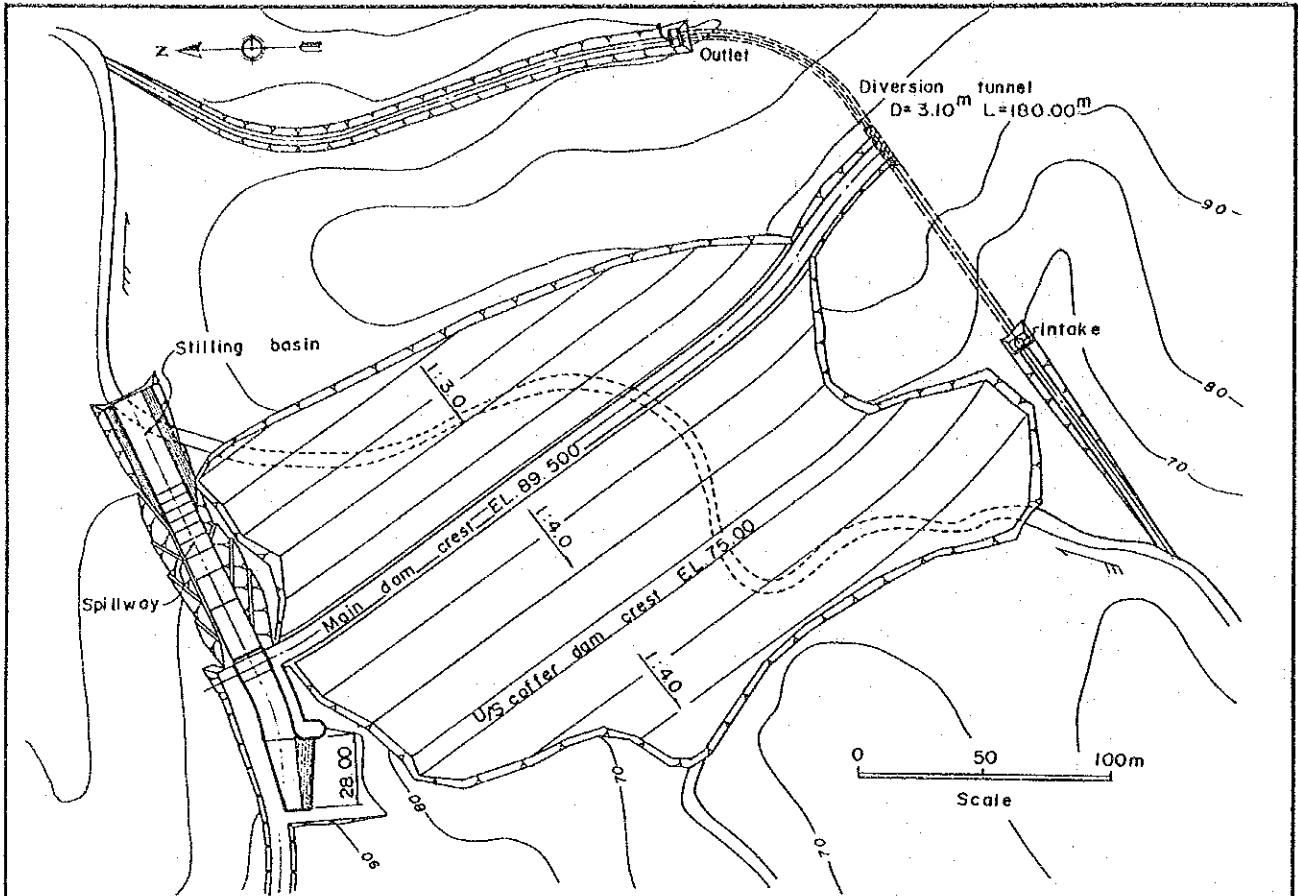 N
Outlet
Diversion tunnel
D= 3.10m L=180.00m
90
Stilling basin
intake
80
1:3.0
70
Main dam crest EL. 89.500
1:4.0
U/S coffer dam crest EL. 75.00
Spillway
1:4.0
28.00
80
70
0 50 100m
Scale
90
70